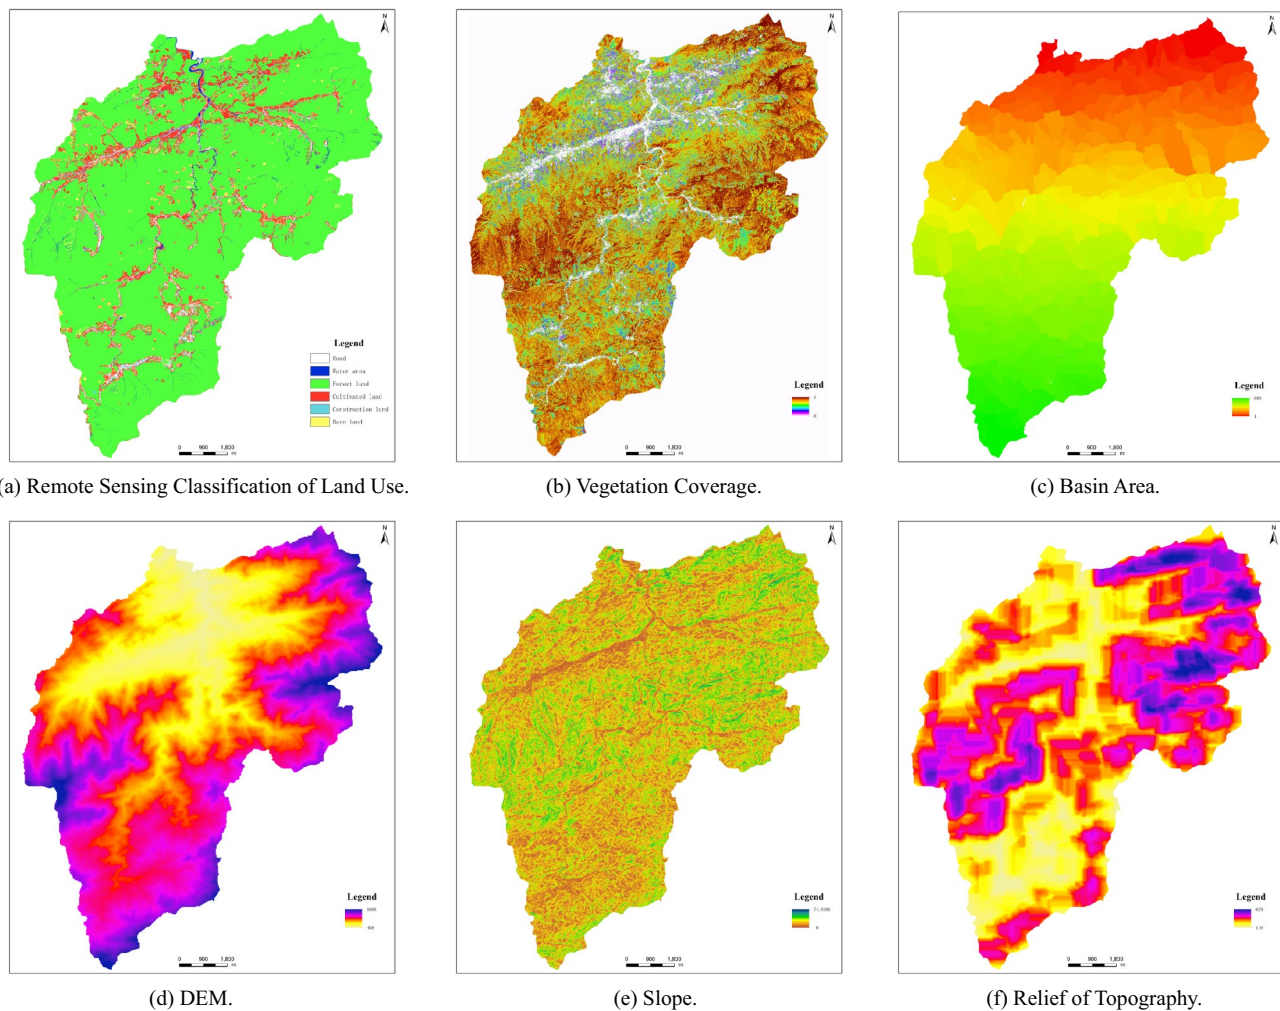 N
Legend
Road
Water area
Forest land
Cultivated land
Construction land
Bare land
0 900 1,800 m
(a) Remote Sensing Classification of Land Use.
N
Legend
0
0 900 1,800 m
(b) Vegetation Coverage.
N
Legend
1
0 900 1,800 m
(c) Basin Area.
N
Legend
0 900 1,800 m
(d) DEM.
N
Legend
0
0 900 1,800 m
(e) Slope.
N
Legend
0 900 1,800 m
(f) Relief of Topography.